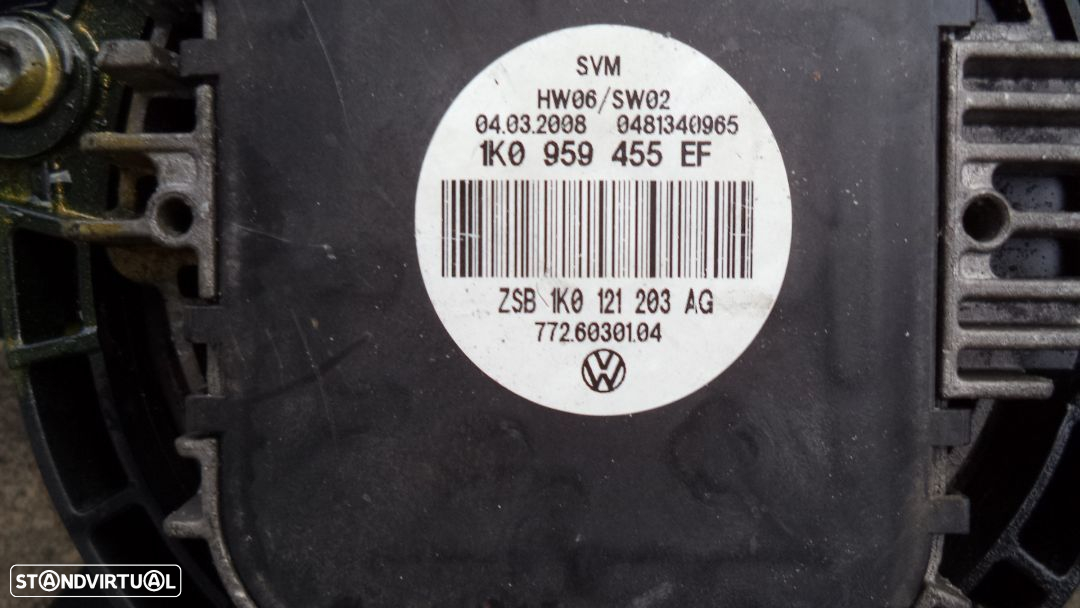 SVM
HW06/SW02
04.03.2008 0481340965
1K0 959 455 EF
ZSB 1K0 121 203 AG
772.60301.04
STANDVIRTUAL